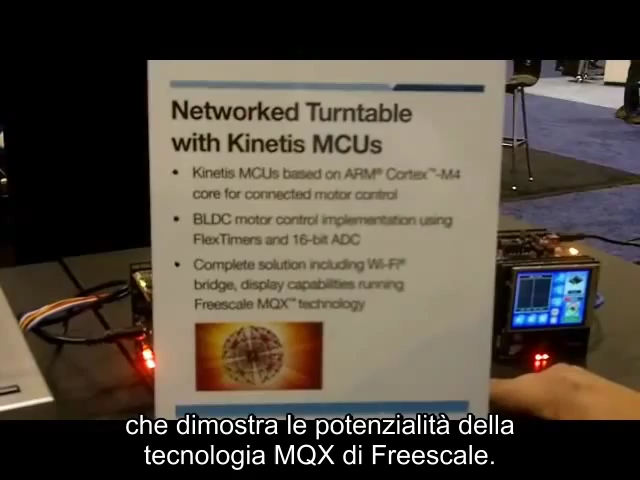 Networked Turntable
with Kinetis MCUs
• Kinetis MCUs based on ARM® Cortex™-M4
core for connected motor control
• BLDC motor control implementation using
FlexTimers and 16-bit ADC
• Complete solution including Wi-Fi®
bridge, display capabilities running
Freescale MQX™ technology
che dimostra le potenzialità della
tecnologia MQX di Freescale.